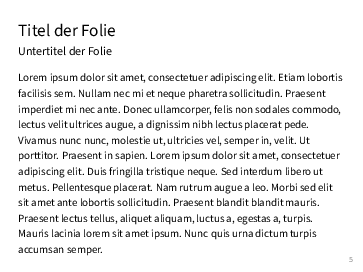 Titel der Folie
Untertitel der Folie
Lorem ipsum dolor sit amet, consectetuer adipiscing elit. Etiam lobortis
facilisis sem. Nullam nec mi et neque pharetra sollicitudin. Praesent
imperdiet mi nec ante. Donec ullamcorper, felis non sodales commodo,
lectus velit ultrices augue, a dignissim nibh lectus placerat pede.
Vivamus nunc nunc, molestie ut, ultricies vel, semper in, velit. Ut
porttitor. Praesent in sapien. Lorem ipsum dolor sit amet, consectetuer
adipiscing elit. Duis fringilla tristique neque. Sed interdum libero ut
metus. Pellentesque placerat. Nam rutrum augue a leo. Morbi sed elit
sit amet ante lobortis sollicitudin. Praesent blandit blandit mauris.
Praesent lectus tellus, aliquet aliquam, luctus a, egestas a, turpis.
Mauris lacinia lorem sit amet ipsum. Nunc quis urna dictum turpis
accumsan semper.
5